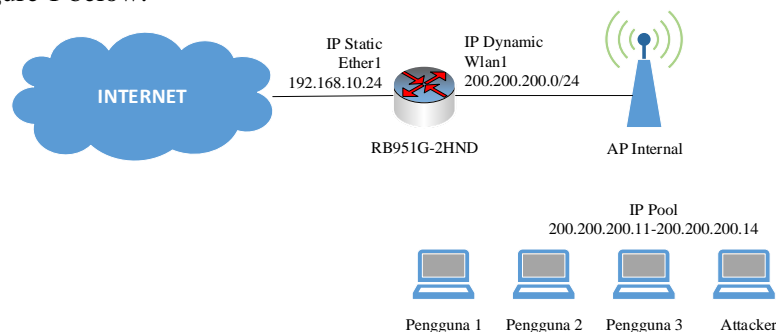 IP Static
Ether1
192.168.10.24
IP Dynamic
Wlan1
200.200.200.0/24
INTERNET
RB951G-2HND
AP Internal
IP Pool
200.200.200.11-200.200.200.14
Pengguna 1
Pengguna 2
Pengguna 3
Attacker